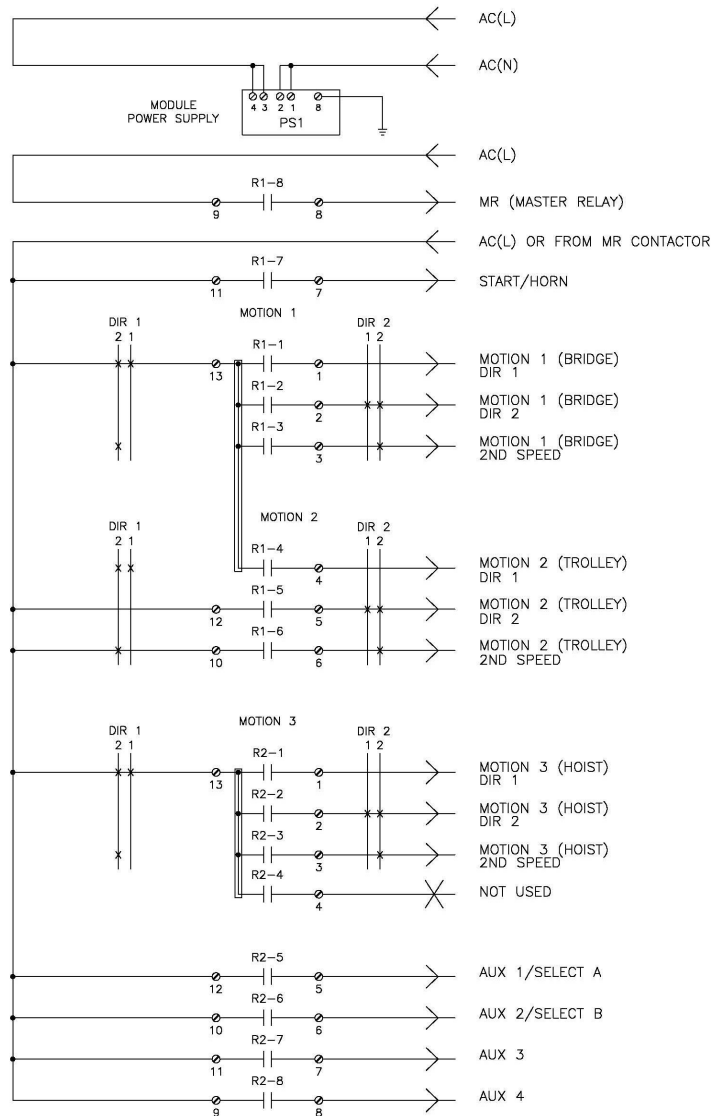 AC(L)
AC(N)
MODULE
POWER SUPPLY
4 3 2 1 8
PS1
AC(L)
R1-8
9 8
MR (MASTER RELAY)
AC(L) OR FROM MR CONTACTOR
R1-7
11 7
START/HORN
MOTION 1
DIR 1
2 1
DIR 2
1 2
R1-1
13 1
MOTION 1 (BRIDGE)
DIR 1
R1-2
2
MOTION 1 (BRIDGE)
DIR 2
R1-3
3
MOTION 1 (BRIDGE)
2ND SPEED
MOTION 2
DIR 1
2 1
DIR 2
1 2
R1-4
4
MOTION 2 (TROLLEY)
DIR 1
R1-5
12 5
MOTION 2 (TROLLEY)
DIR 2
R1-6
10 6
MOTION 2 (TROLLEY)
2ND SPEED
MOTION 3
DIR 1
2 1
DIR 2
1 2
R2-1
13 1
MOTION 3 (HOIST)
DIR 1
R2-2
2
MOTION 3 (HOIST)
DIR 2
R2-3
3
MOTION 3 (HOIST)
2ND SPEED
R2-4
4
NOT USED
R2-5
12 5
AUX 1/SELECT A
R2-6
10 6
AUX 2/SELECT B
R2-7
11 7
AUX 3
R2-8
9 8
AUX 4